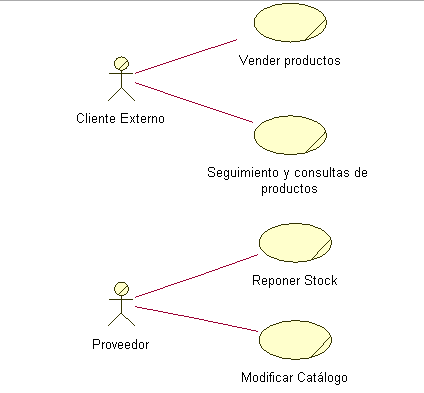 Vender productos
Cliente Externo
Seguimiento y consultas de
productos
Reponer Stock
Proveedor
Modificar Catálogo